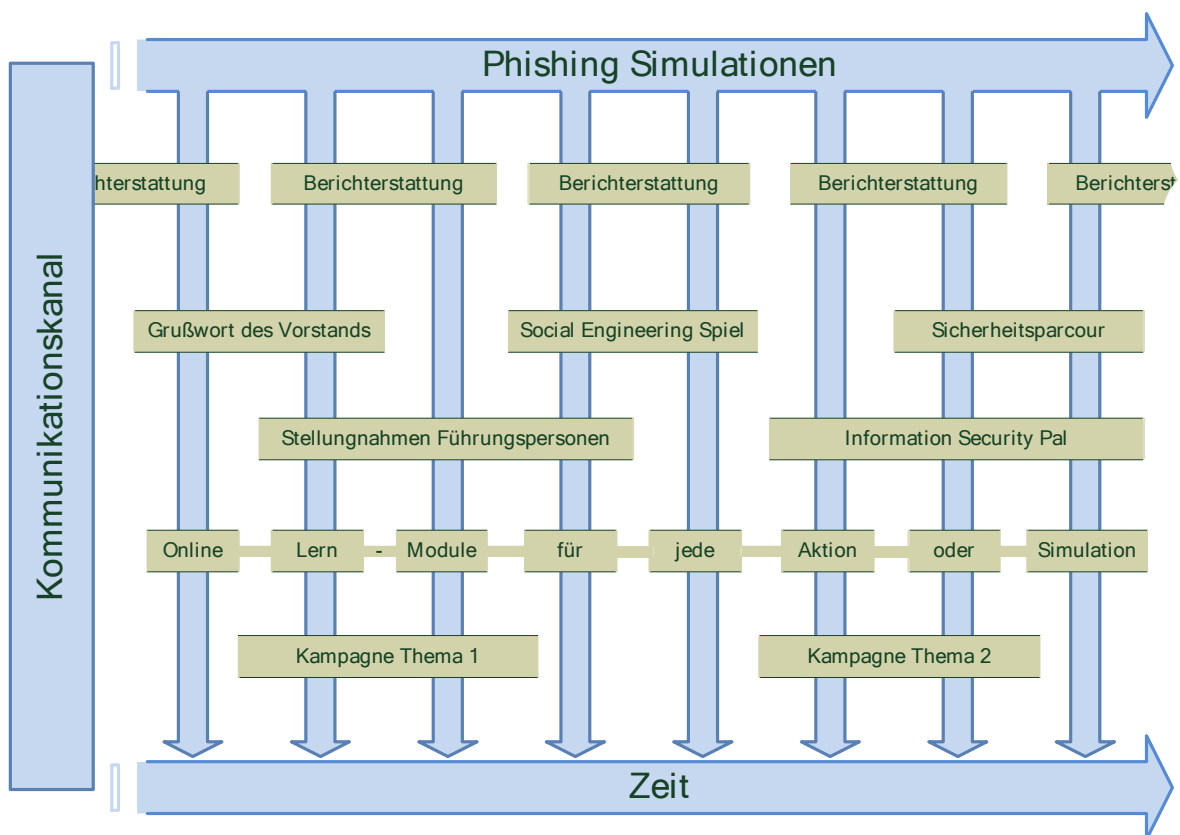 Phishing Simulationen
Kommunikationskanal
hterstattung
Berichterstattung
Berichterstattung
Berichterstattung
Berichterst
Grußwort des Vorstands
Social Engineering Spiel
Sicherheitsparcour
Stellungnahmen Führungspersonen
Information Security Pal
Online Lern - Module für jede Aktion oder Simulation
Kampagne Thema 1
Kampagne Thema 2
Zeit